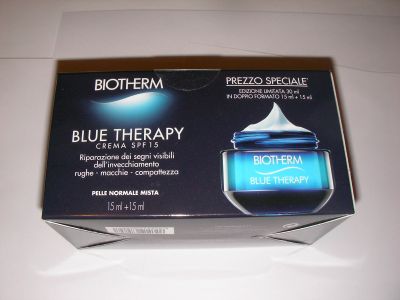 BIOTHERM
BLUE THERAPY
CREMA SPF 15
Riparazione dei segni visibili
dell'invecchiamento
rughe - macchie - compattezza
PELLE NORMALE MISTA
15 ml + 15 ml
PREZZO SPECIALE*
EDIZIONE LIMITATA 30 ml
IN DOPPIO FORMATO 15 ml + 15 ml
BIOTHERM
BLUE THERAPY